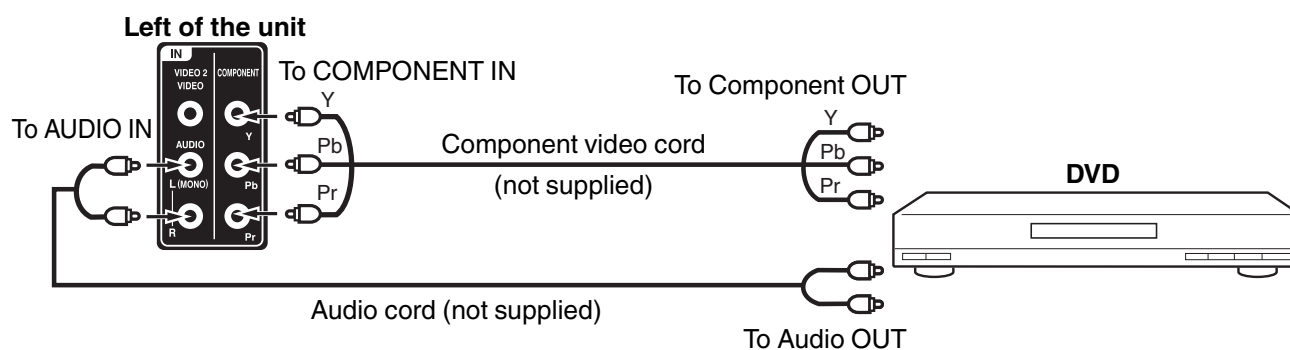 Left of the unit
IN
VIDEO 2
VIDEO
COMPONENT
Y
AUDIO
L (MONO)
Pb
R
Pr
To AUDIO IN
To COMPONENT IN
Y
Pb
Pr
Component video cord
(not supplied)
To Component OUT
Y
Pb
Pr
DVD
Audio cord (not supplied)
To Audio OUT